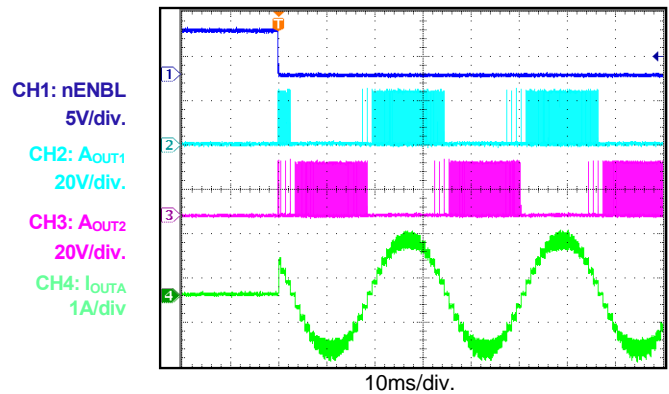 T
1
CH1: nENBL
5V/div.
2
CH2: AOUT1
20V/div.
3
CH3: AOUT2
20V/div.
4
CH4: IOUTA
1A/div
10ms/div.